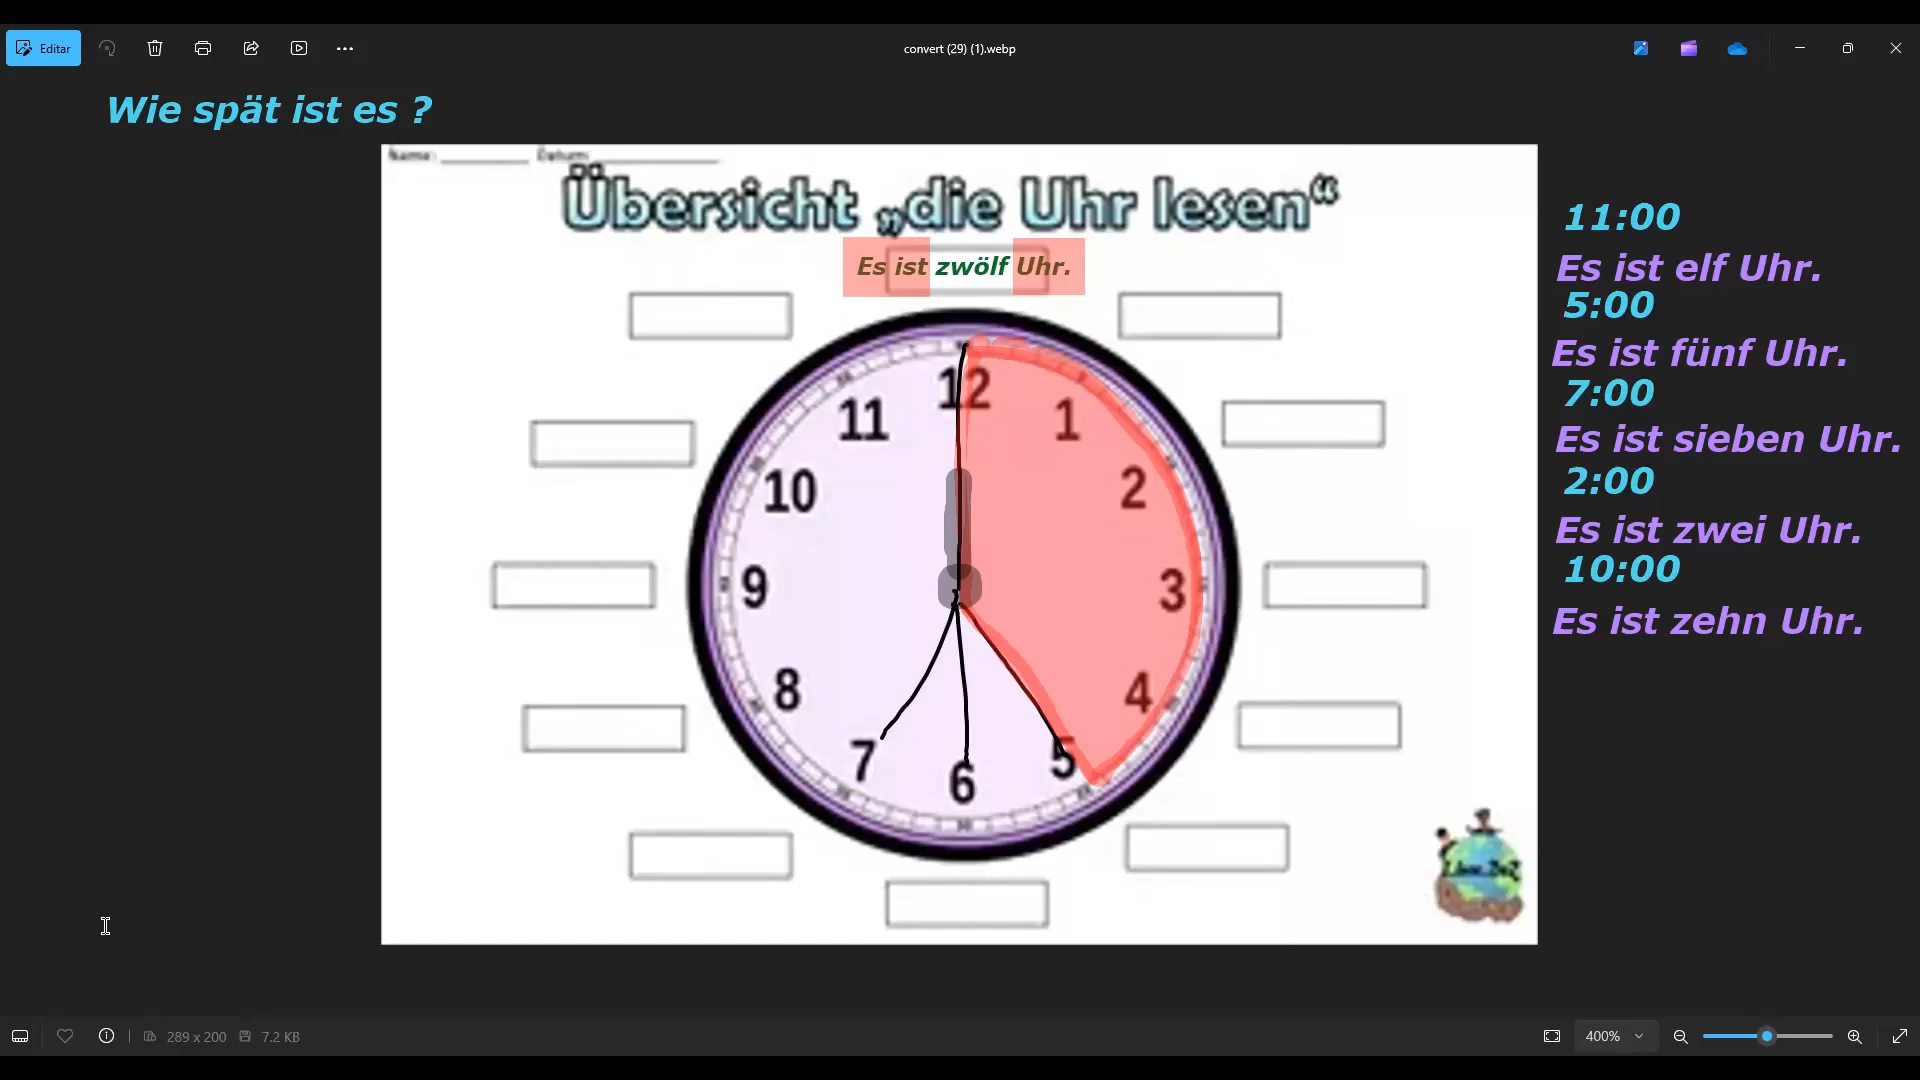 Editar
convert (29) (1).webp
Wie spät ist es ?
Name: Datum:
Übersicht „die Uhr lesen“
Es ist zwölf Uhr.
12
11
1
10
2
9
3
8
4
7
5
6
11:00
Es ist elf Uhr.
5:00
Es ist fünf Uhr.
7:00
Es ist sieben Uhr.
2:00
Es ist zwei Uhr.
10:00
Es ist zehn Uhr.
289 x 200
7.2 KB
400%